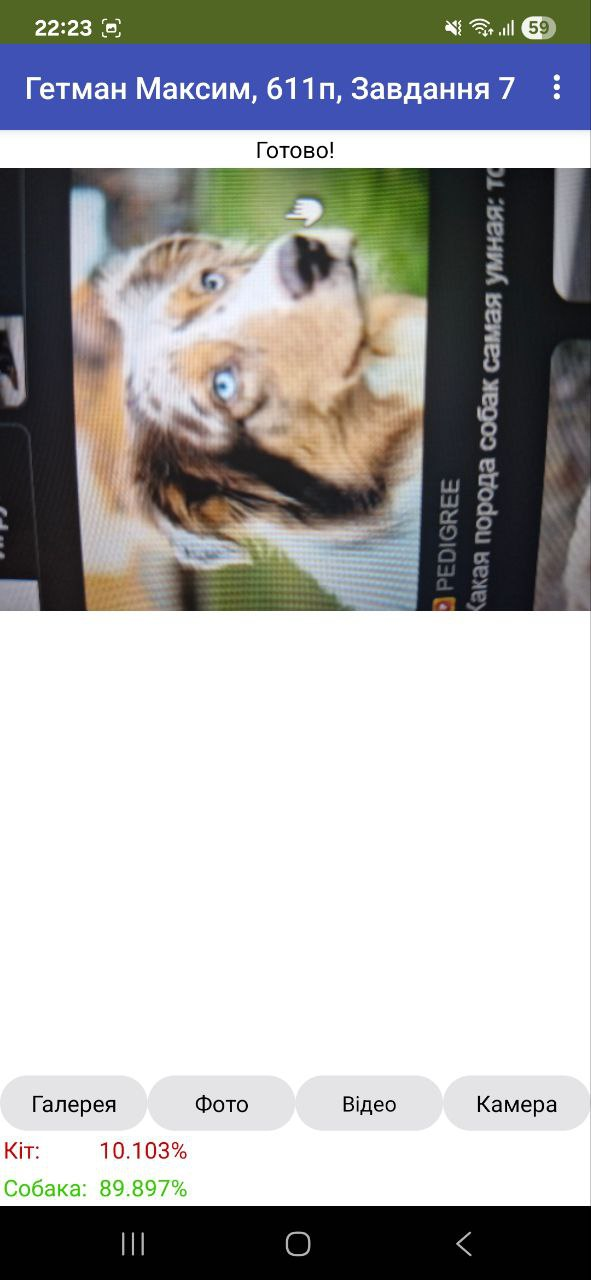 22:23
59
Гетман Максим, 611п, Завдання 7
Готово!
PEDIGREE
Какая порода собак самая умная: то
Галерея
Фото
Відео
Камера
Кіт: 10.103%
Собака: 89.897%